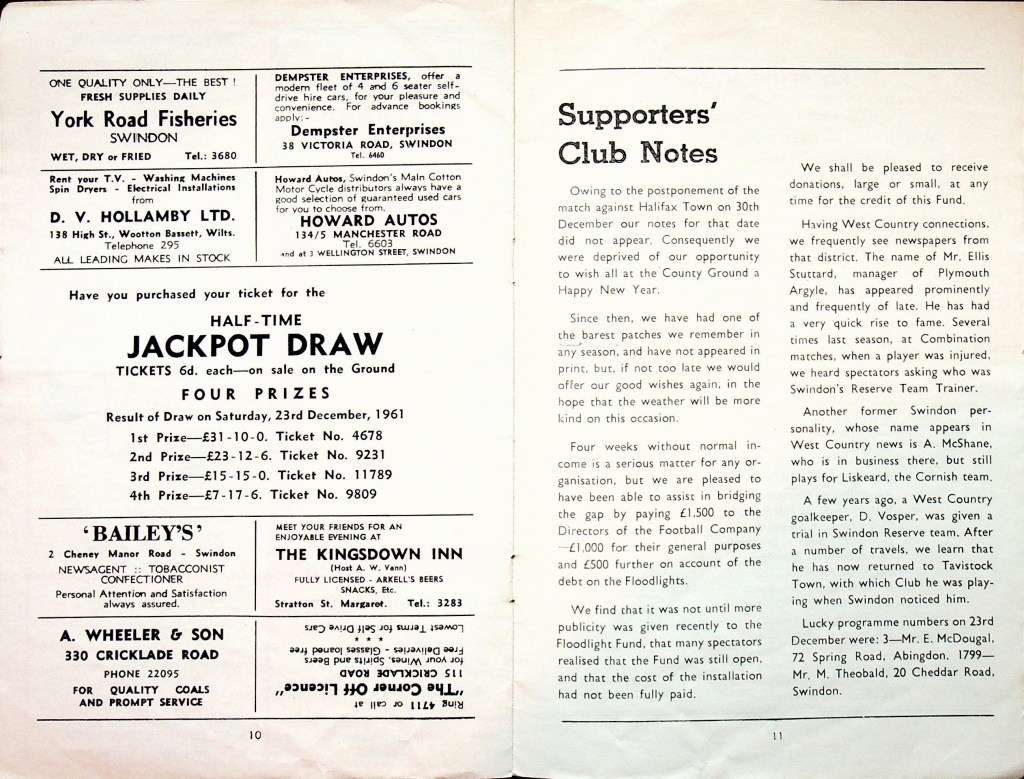 ONE QUALITY ONLY—THE BEST !
FRESH SUPPLIES DAILY
York Road Fisheries
SWINDON
WET, DRY or FRIED Tel.: 3680
DEMPSTER ENTERPRISES, offer a
modern fleet of 4 and 6 seater self-
drive hire cars, for your pleasure and
convenience. For advance bookings
apply:-
Dempster Enterprises
38 VICTORIA ROAD, SWINDON
Tel. 6460
Rent your T.V. - Washing Machines
Spin Dryers - Electrical Installations
from
D. V. HOLLAMBY LTD.
138 High St., Wootton Bassett, Wilts.
Telephone 295
ALL LEADING MAKES IN STOCK
Howard Autos, Swindon's Main Cotton
Motor Cycle distributors always have a
good selection of guaranteed used cars
for you to choose from.
HOWARD AUTOS
134/5 MANCHESTER ROAD
Tel. 6603
and at 3 WELLINGTON STREET, SWINDON
Have you purchased your ticket for the
HALF-TIME
JACKPOT DRAW
TICKETS 6d. each—on sale on the Ground
FOUR PRIZES
Result of Draw on Saturday, 23rd December, 1961
1st Prize—£31-10-0. Ticket No. 4678
2nd Prize—£23-12-6. Ticket No. 9231
3rd Prize—£15-15-0. Ticket No. 11789
4th Prize—£7-17-6. Ticket No. 9809
'BAILEY'S'
2 Cheney Manor Road - Swindon
NEWSAGENT :: TOBACCONIST
CONFECTIONER
Personal Attention and Satisfaction
always assured.
MEET YOUR FRIENDS FOR AN
ENJOYABLE EVENING AT
THE KINGSDOWN INN
(Host A. W. Vann)
FULLY LICENSED - ARKELL'S BEERS
SNACKS, Etc.
Stratton St. Margaret. Tel.: 3283
A. WHEELER & SON
330 CRICKLADE ROAD
PHONE 22095
FOR QUALITY COALS
AND PROMPT SERVICE
Ring 4711 or call at
"The Corner Off Licence"
115 CRICKLADE ROAD
for your Wines, Spirits and Beers
Free Deliveries - Glasses loaned free
* * *
Lowest Terms for Self Drive Cars
10
Supporters'
Club Notes
Owing to the postponement of the
match against Halifax Town on 30th
December our notes for that date
did not appear. Consequently we
were deprived of our opportunity
to wish all at the County Ground a
Happy New Year.
Since then, we have had one of
the barest patches we remember in
any season, and have not appeared in
print, but, if not too late we would
offer our good wishes again, in the
hope that the weather will be more
kind on this occasion.
Four weeks without normal in-
come is a serious matter for any or-
ganisation, but we are pleased to
have been able to assist in bridging
the gap by paying £1,500 to the
Directors of the Football Company
—£1,000 for their general purposes
and £500 further on account of the
debt on the Floodlights.
We find that it was not until more
publicity was given recently to the
Floodlight Fund, that many spectators
realised that the Fund was still open,
and that the cost of the installation
had not been fully paid.
We shall be pleased to receive
donations, large or small, at any
time for the credit of this Fund.
Having West Country connections,
we frequently see newspapers from
that district. The name of Mr. Ellis
Stuttard, manager of Plymouth
Argyle, has appeared prominently
and frequently of late. He has had
a very quick rise to fame. Several
times last season, at Combination
matches, when a player was injured,
we heard spectators asking who was
Swindon's Reserve Team Trainer.
Another former Swindon per-
sonality, whose name appears in
West Country news is A. McShane,
who is in business there, but still
plays for Liskeard, the Cornish team.
A few years ago, a West Country
goalkeeper, D. Vosper, was given a
trial in Swindon Reserve team. After
a number of travels, we learn that
he has now returned to Tavistock
Town, with which Club he was play-
ing when Swindon noticed him.
Lucky programme numbers on 23rd
December were: 3—Mr. E. McDougal,
72 Spring Road, Abingdon. 1799—
Mr. M. Theobald, 20 Cheddar Road,
Swindon.
11